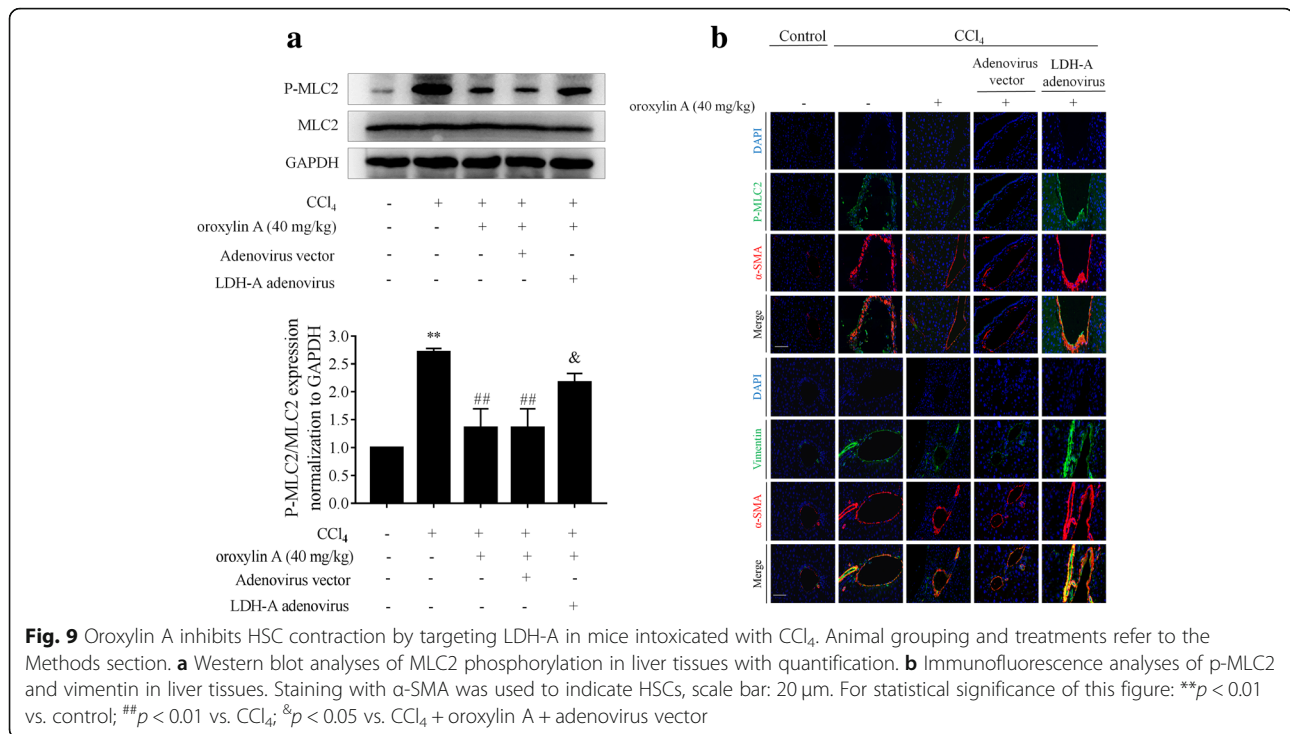 a
P-MLC2
MLC2
GAPDH
CCl₄ - + + + +
oroxylin A (40 mg/kg) - - + + +
Adenovirus vector - - - + -
LDH-A adenovirus - - - - +
P-MLC2/MLC2 expression
normalization to GAPDH
3.0
2.5
2.0
1.5
1.0
0.5
0.0
**
##
##
&
CCl₄ - + + + +
oroxylin A (40 mg/kg) - - + + +
Adenovirus vector - - - + -
LDH-A adenovirus - - - - +
b
Control CCl₄
Adenovirus vector
LDH-A adenovirus
oroxylin A (40 mg/kg) - - + + +
DAPI
P-MLC2
α-SMA
Merge
DAPI
Vimentin
α-SMA
Merge
Fig. 9 Oroxylin A inhibits HSC contraction by targeting LDH-A in mice intoxicated with CCl₄. Animal grouping and treatments refer to the
Methods section. a Western blot analyses of MLC2 phosphorylation in liver tissues with quantification. b Immunofluorescence analyses of p-MLC2
and vimentin in liver tissues. Staining with α-SMA was used to indicate HSCs, scale bar: 20 μm. For statistical significance of this figure: **p < 0.01
vs. control; ##p < 0.01 vs. CCl₄; &p < 0.05 vs. CCl₄ + oroxylin A + adenovirus vector